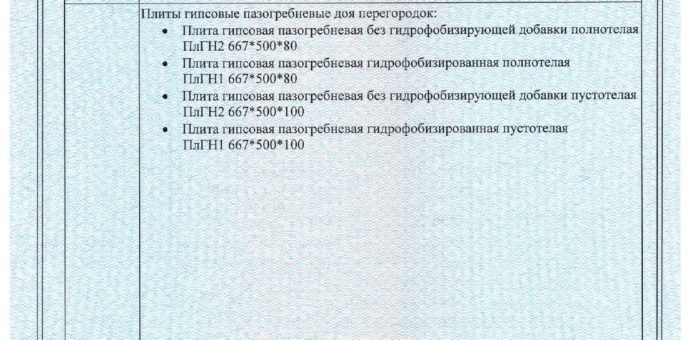 Плиты гипсовые пазогребневые доя перегородок:
• Плита гипсовая пазогребневая без гидрофобизирующей добавки полнотелая
ПлГН2 667*500*80
• Плита гипсовая пазогребневая гидрофобизированная полнотелая
ПлГН1 667*500*80
• Плита гипсовая пазогребневая без гидрофобизирующей добавки пустотелая
ПлГН2 667*500*100
• Плита гипсовая пазогребневая гидрофобизированная пустотелая
ПлГН1 667*500*100